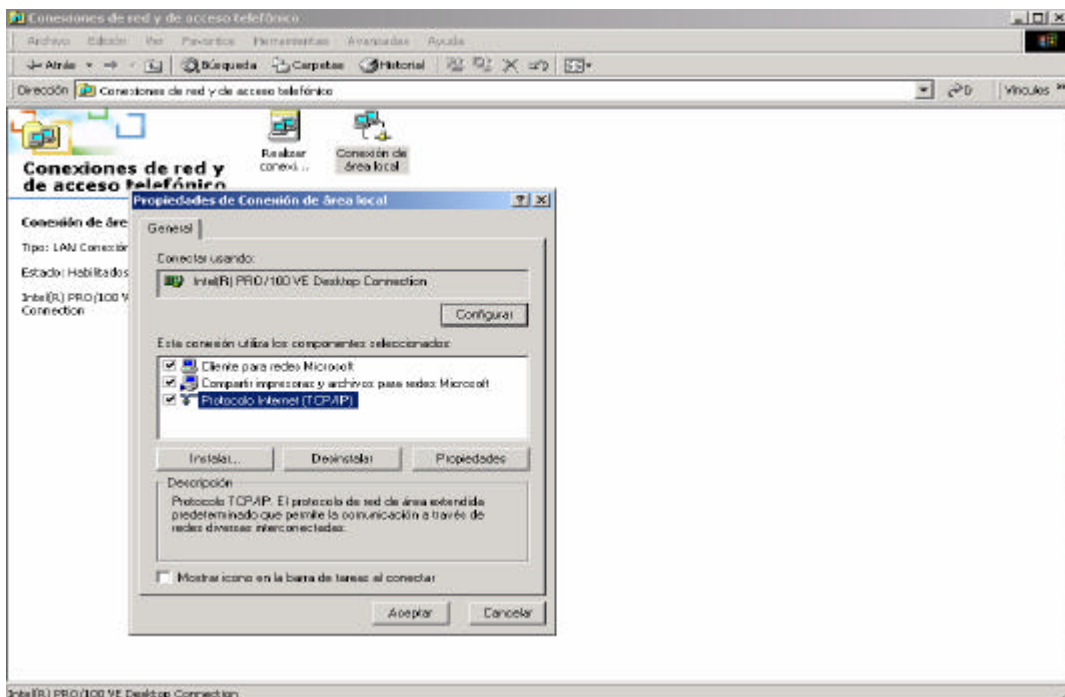 Conexiones de red y de acceso telefónico
Archivo Edición Ver Favoritos Herramientas Avanzadas Ayuda
Atrás Búsqueda Carpetas Historial
Dirección Conexiones de red y de acceso telefónico Vínculos »
Conexiones de red y
de acceso telefónico
Realizar
conexi...
Conexión de
área local
Conexión de áre
Tipo: LAN Conexión
Estado: Habilitados
Intel(R) PRO/100 V
Connection
Propiedades de Conexión de área local
General
Conectar usando:
Intel(R) PRO/100 VE Desktop Connection
Configurar
Esta conexión utiliza los componentes seleccionados:
Cliente para redes Microsoft
Compartir impresoras y archivos para redes Microsoft
Protocolo Internet (TCP/IP)
Instalar... Desinstalar Propiedades
Descripción
Protocolo TCP/IP. El protocolo de red de área extendida
predeterminado que permite la comunicación a través de
redes diversas interconectadas.
Mostrar icono en la barra de tareas al conectar
Aceptar Cancelar
Intel(R) PRO/100 VE Desktop Connection